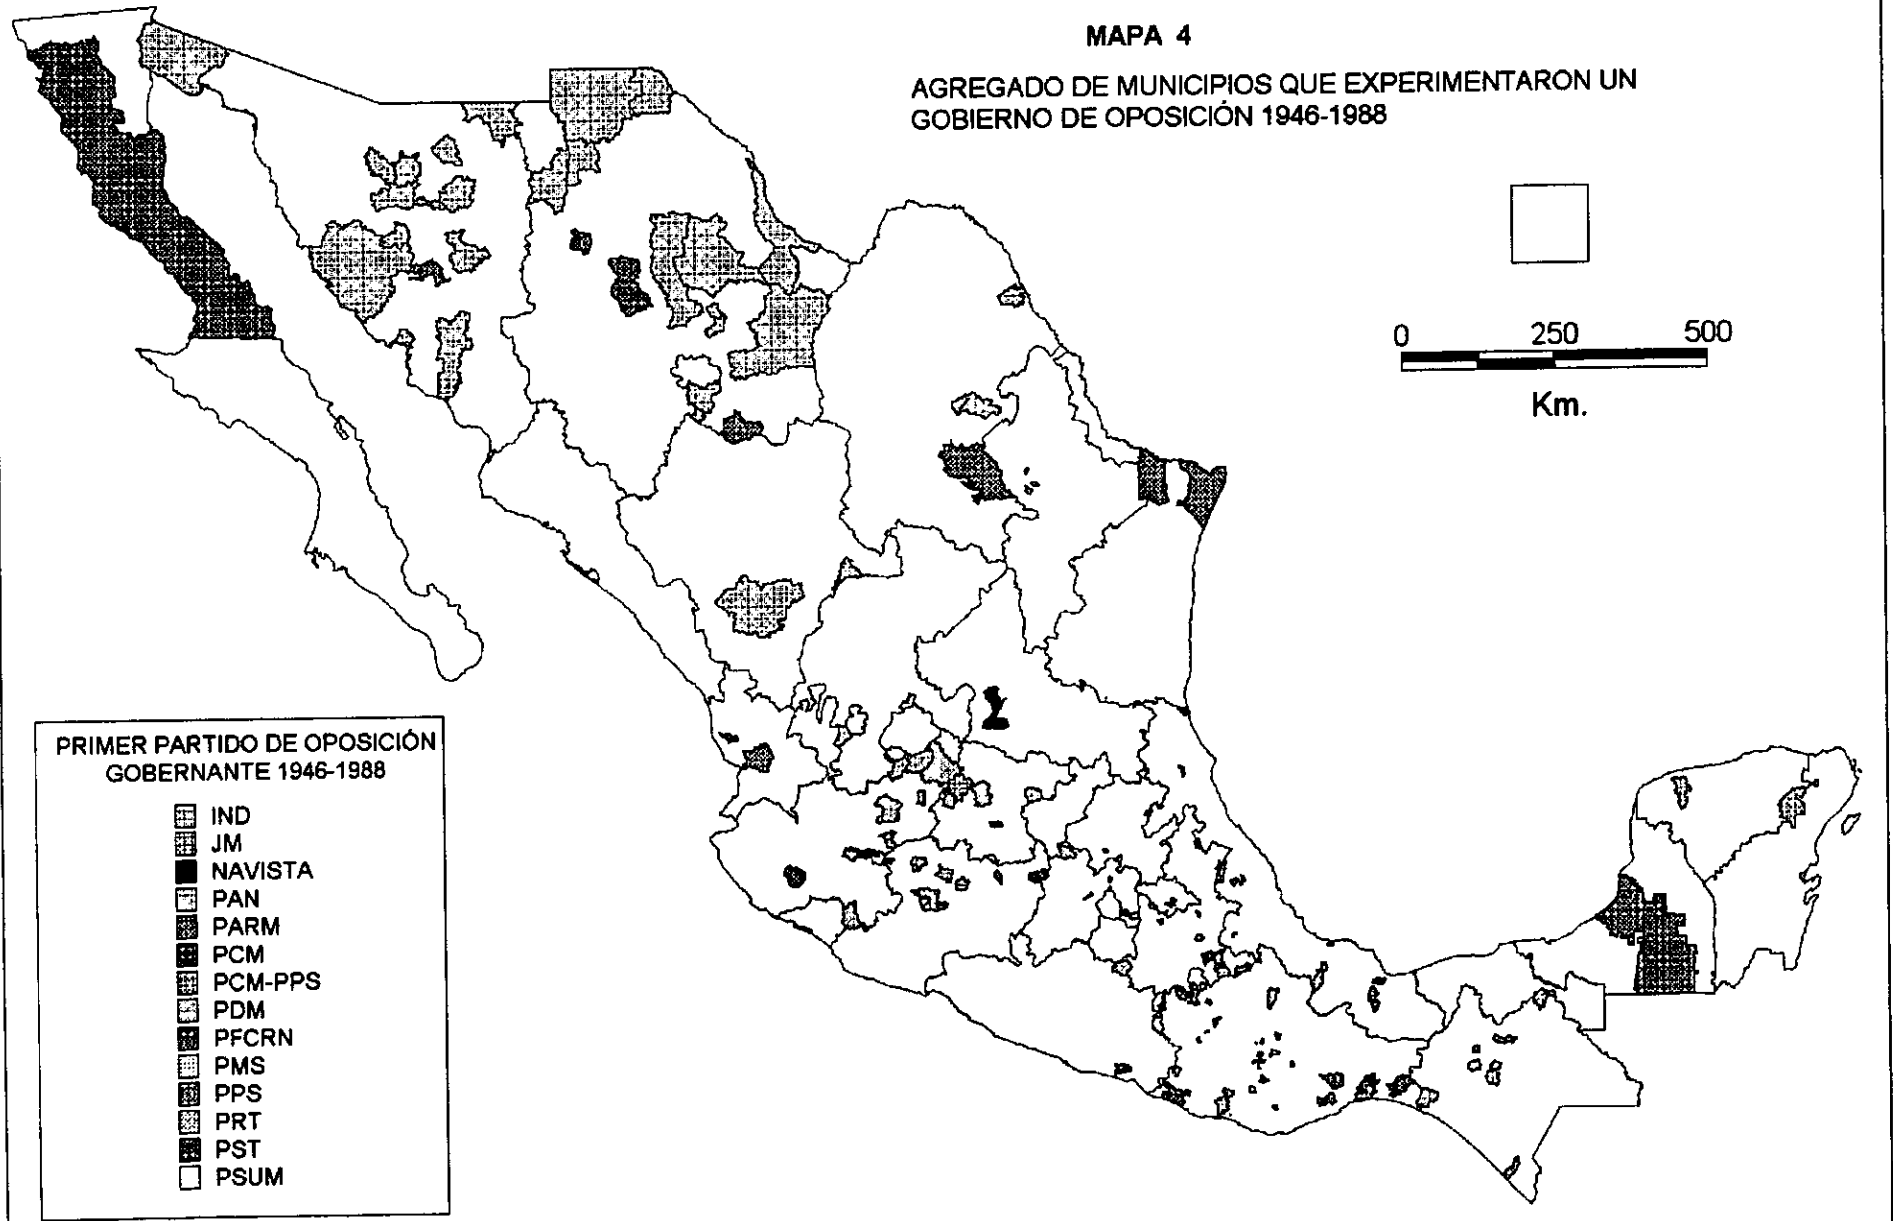 MAPA 4
AGREGADO DE MUNICIPIOS QUE EXPERIMENTARON UN
GOBIERNO DE OPOSICIÓN 1946-1988
0 250 500
Km.
PRIMER PARTIDO DE OPOSICIÓN
GOBERNANTE 1946-1988
IND
JM
NAVISTA
PAN
PARM
PCM
PCM-PPS
PDM
PFCRN
PMS
PPS
PRT
PST
PSUM